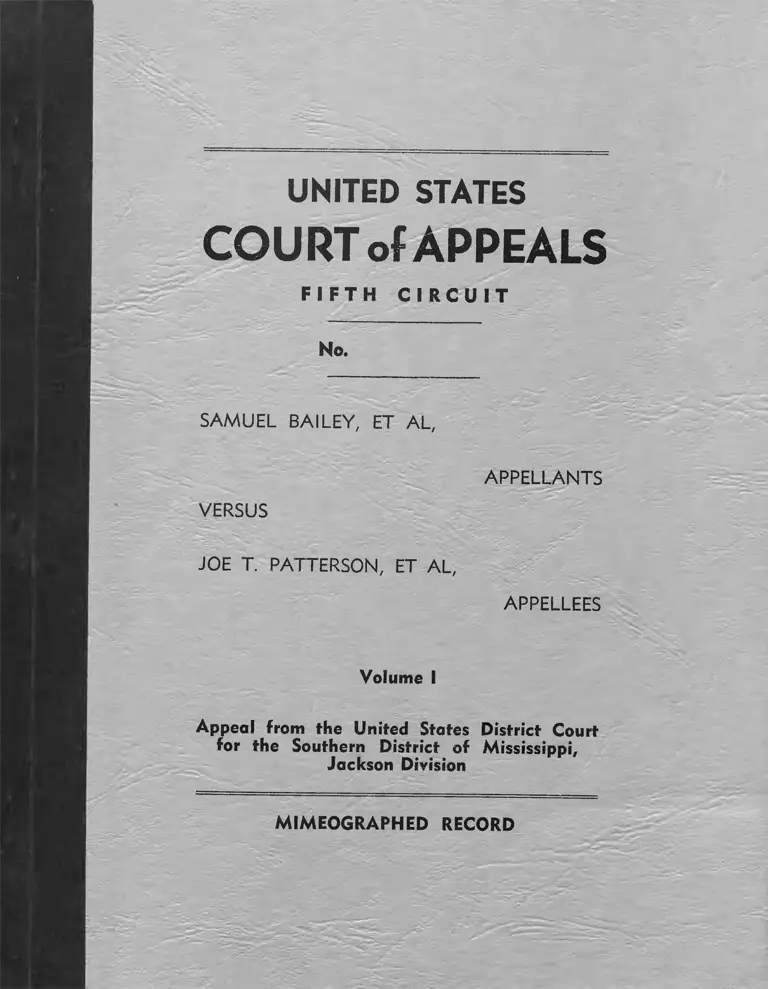 UNITED STATES
COURT of APPEALS
FIFTH CIRCUIT
No.
SAMUEL BAILEY, ET AL,
APPELLANTS
VERSUS
JOE T. PATTERSON, ET AL,
APPELLEES
Volume I
Appeal from the United States District Court
for the Southern District of Mississippi,
Jackson Division
MIMEOGRAPHED RECORD